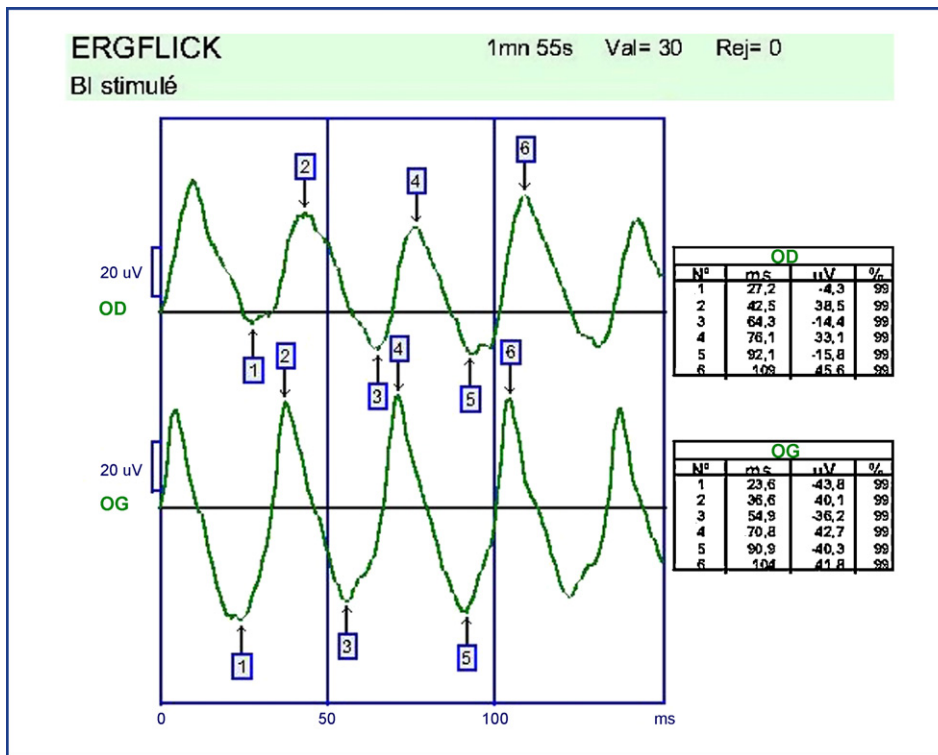 ERGFLICK 1mn 55s Val= 30 Rej= 0
BI stimulé
6
2
4
20 uV
OD
1
2
3
4
5
6
20 uV
OG
1
3
5
0 50 100 ms
OD
N° ms uV %
1 27,2 -4,3 99
2 42,5 38,5 99
3 64,3 -14,4 99
4 76,1 33,1 99
5 92,1 -15,8 99
6 109 45,6 99
OG
N° ms uV %
1 23,6 -43,8 99
2 36,6 40,1 99
3 54,9 -36,2 99
4 70,8 42,7 99
5 90,9 -40,3 99
6 104 41,8 99